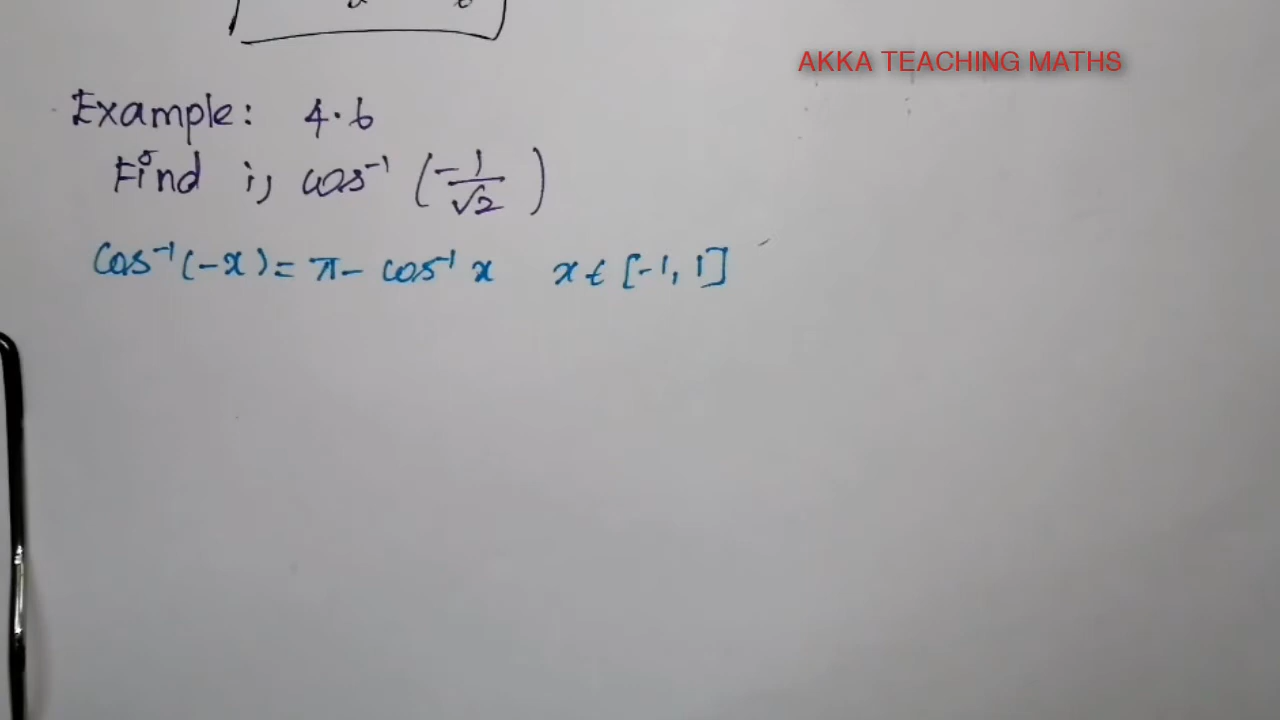 AKKA TEACHING MATHS
Example: 4.6
Find i, cos⁻¹ (-1/√2)
cos⁻¹(-x) = π - cos⁻¹ x x ∈ [-1, 1]